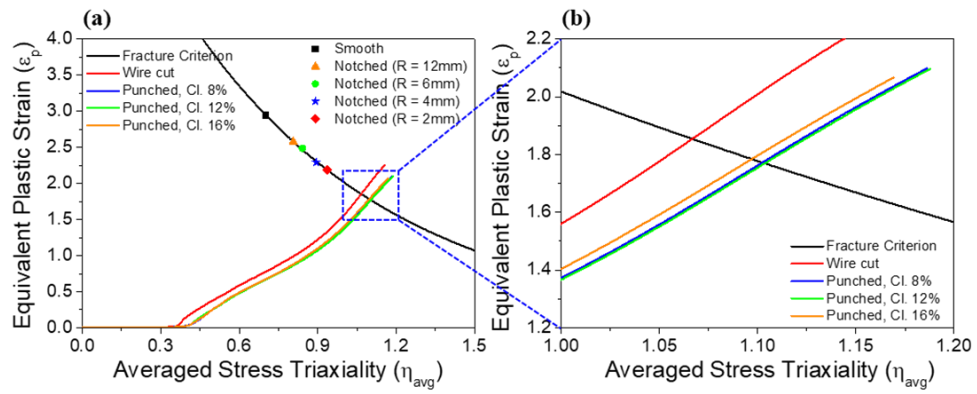 (a)
Equivalent Plastic Strain (εp)
4.0
3.5
3.0
2.5
2.0
1.5
1.0
0.5
0.0
Fracture Criterion
Wire cut
Punched, Cl. 8%
Punched, Cl. 12%
Punched, Cl. 16%
Smooth
Notched (R = 12mm)
Notched (R = 6mm)
Notched (R = 4mm)
Notched (R = 2mm)
0.0 0.3 0.6 0.9 1.2 1.5
Averaged Stress Triaxiality (ηavg)
(b)
Equivalent Plastic Strain (εp)
2.2
2.0
1.8
1.6
1.4
1.2
Fracture Criterion
Wire cut
Punched, Cl. 8%
Punched, Cl. 12%
Punched, Cl. 16%
1.00 1.05 1.10 1.15 1.20
Averaged Stress Triaxiality (ηavg)